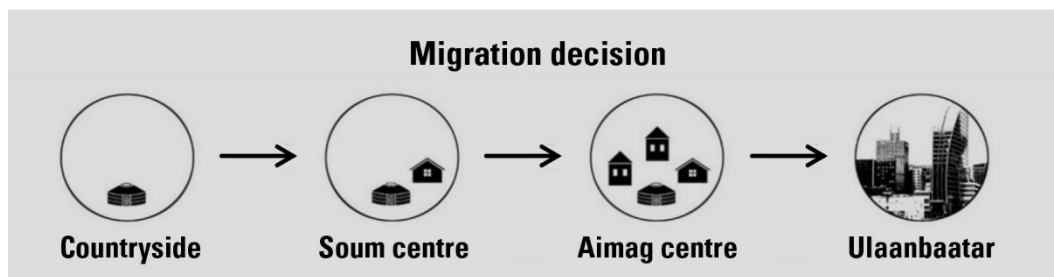 Migration decision
Countryside
Soum centre
Aimag centre
Ulaanbaatar